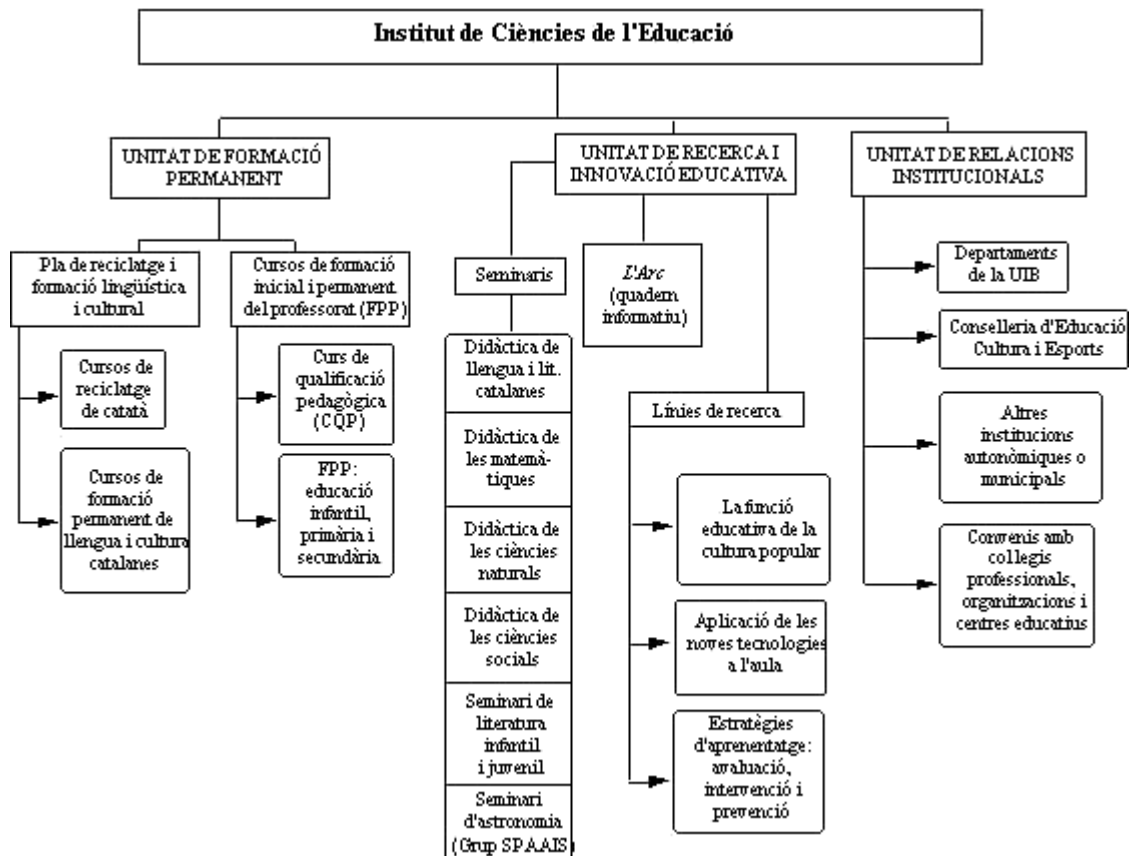 Institut de Ciències de l'Educació
UNITAT DE FORMACIÓ
PERMANENT
UNITAT DE RECERCA I
INNOVACIÓ EDUCATIVA
UNITAT DE RELACIONS
INSTITUCIONALS
Pla de reciclatge i
formació lingüística
i cultural
Cursos de formació
inicial i permanent
del professorat (FPP)
Cursos de
reciclatge
de catatà
Cursos de
formació
permanent de
llengua i cultura
catalanes
Curs de
qualificació
pedagògica
(CQP)
FPP:
educació
infantil,
primària i
secundària
Seminaris
Didàctica de
llengua i lit.
catalanes
Didàctica de
les matemà-
tiques
Didàctica de
les ciències
naturals
Didàctica de
les ciències
socials
Seminari de
literatura
infantil
i juvenil
Seminari
d'astronomia
(Grup SPAAIS)
L'Arc
(quadern
informatiu)
Línies de recerca
La funció
educativa de la
cultura popular
Aplicació de les
noves tecnologies
a l'aula
Estratègies
d'aprenentatge:
avaluació,
intervenció i
prevenció
Departaments
de la UIB
Conselleria d'Educació
Cultura i Esports
Altres
institucions
autonòmiques o
municipals
Convenis amb
col·legis
professionals,
organitzacions i
centres educatius